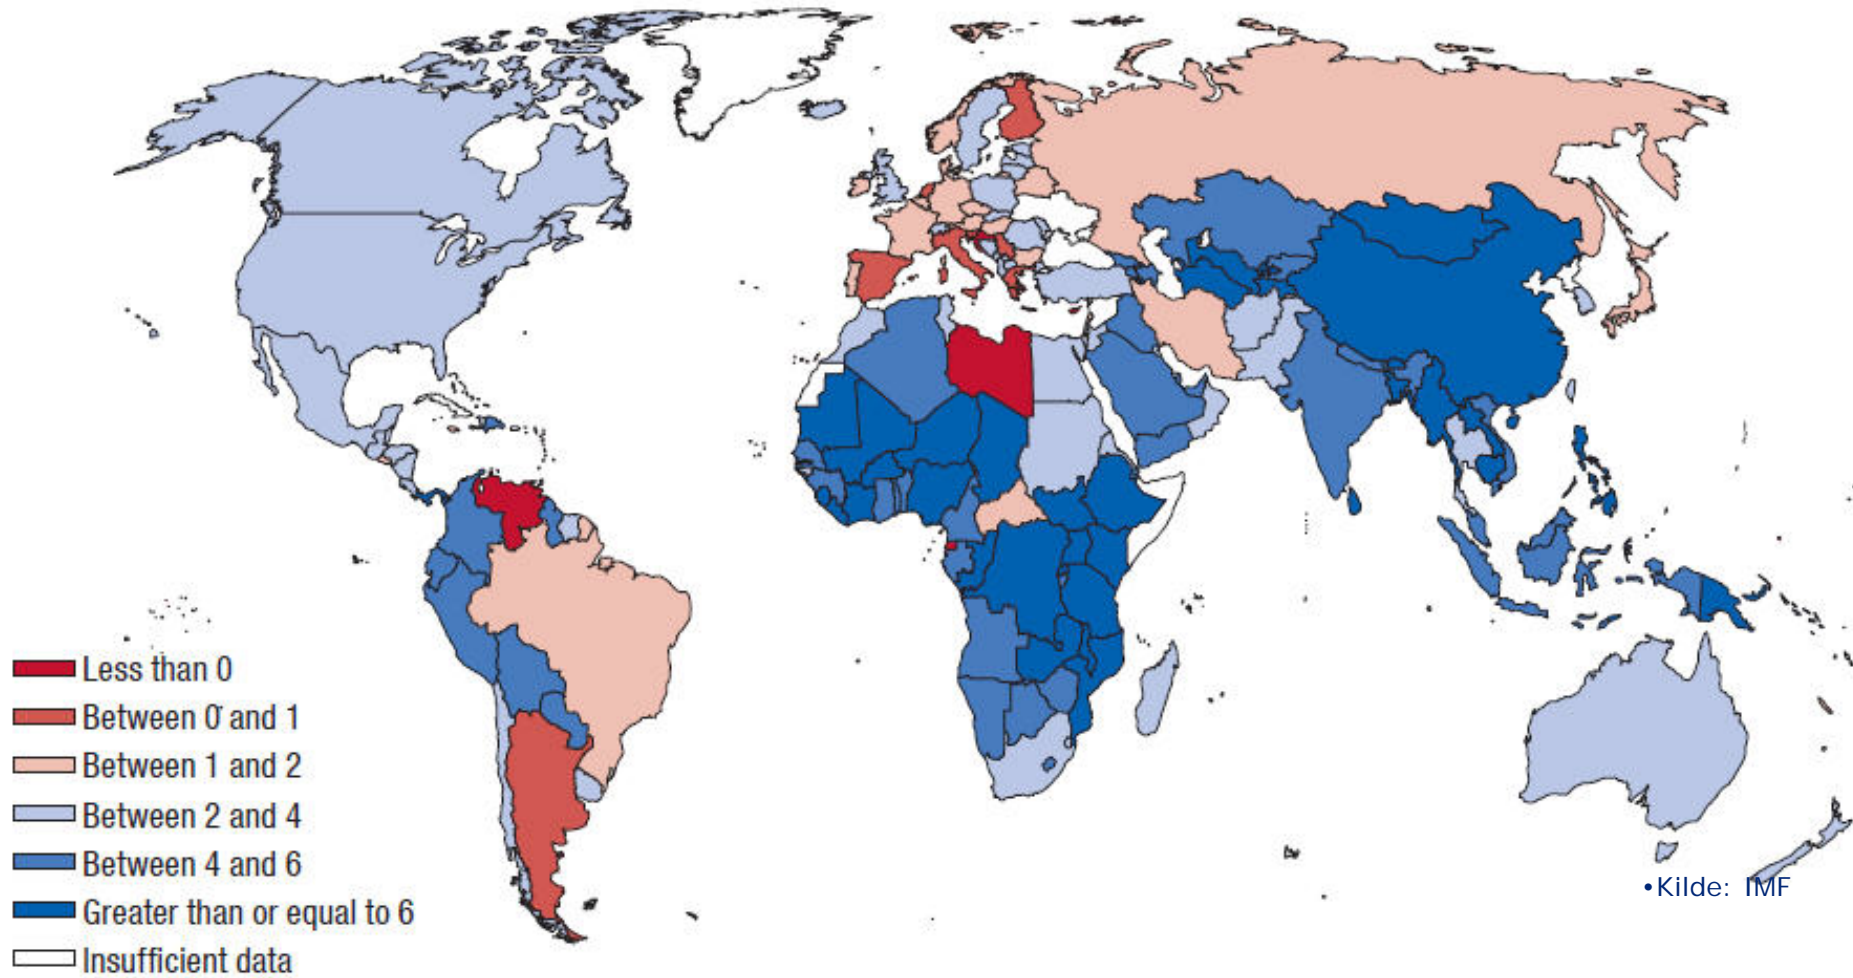 Less than 0
Between 0 and 1
Between 1 and 2
Between 2 and 4
Between 4 and 6
Greater than or equal to 6
Insufficient data
•Kilde: IMF